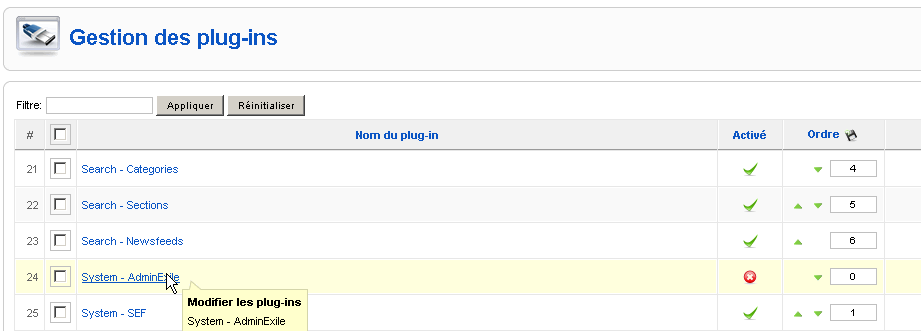 Gestion des plug-ins
Filtre: Appliquer Réinitialiser
# Nom du plug-in Activé Ordre
21 Search - Categories 4
22 Search - Sections 5
23 Search - Newsfeeds 6
24 System - AdminExile 0
Modifier les plug-ins
System - AdminExile
25 System - SEF 1